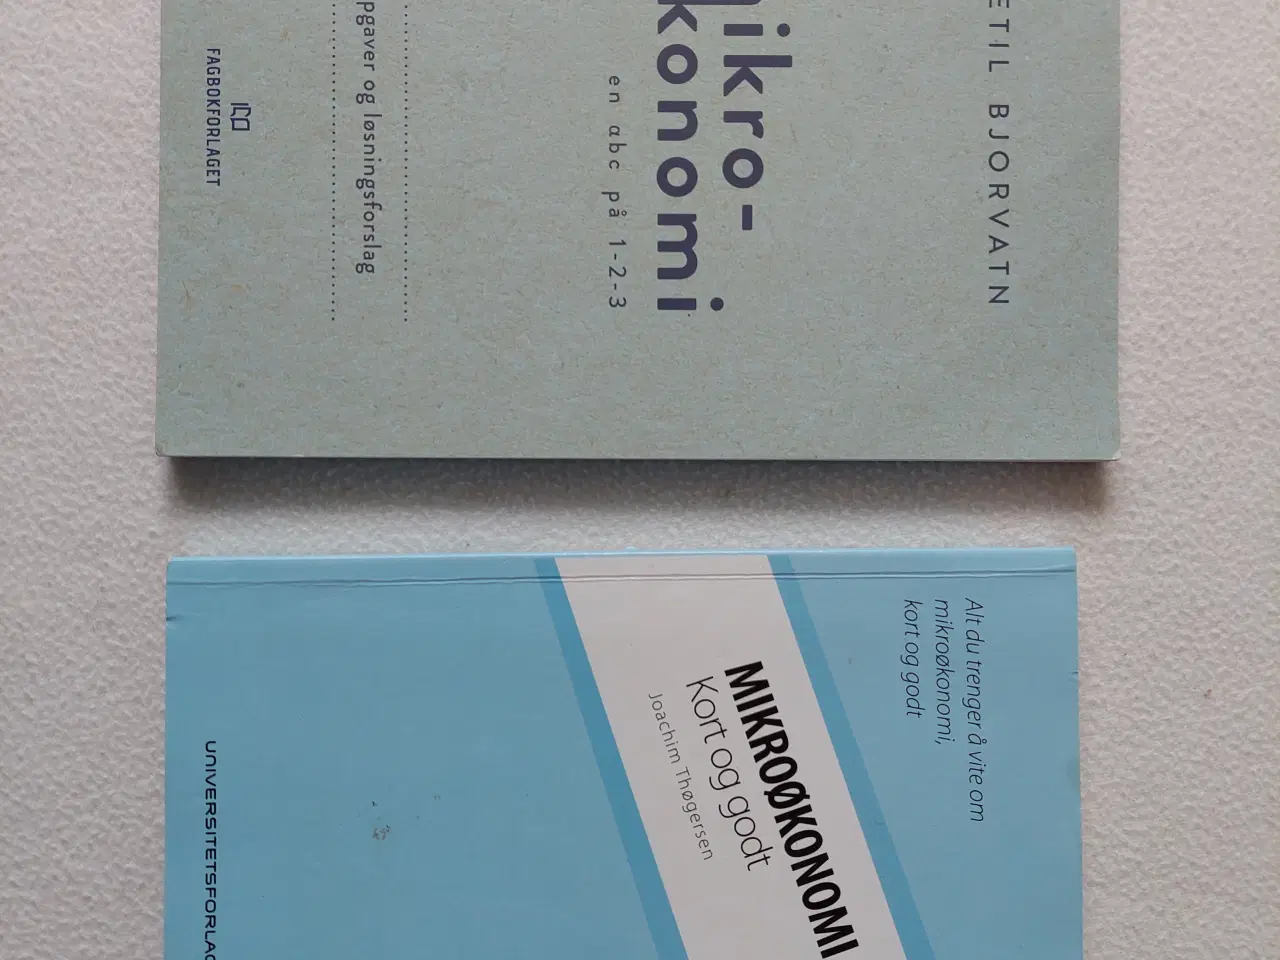 ETIL BJORVATN
ikro-
konomi
en abc på 1-2-3
pgaver og løsningsforslag
FAGBOKFORLAGET
Alt du trenger å vite om
mikroøkonomi,
kort og godt
MIKROØKONOMI
Kort og godt
Joachim Thøgersen
UNIVERSITETSFORLAG